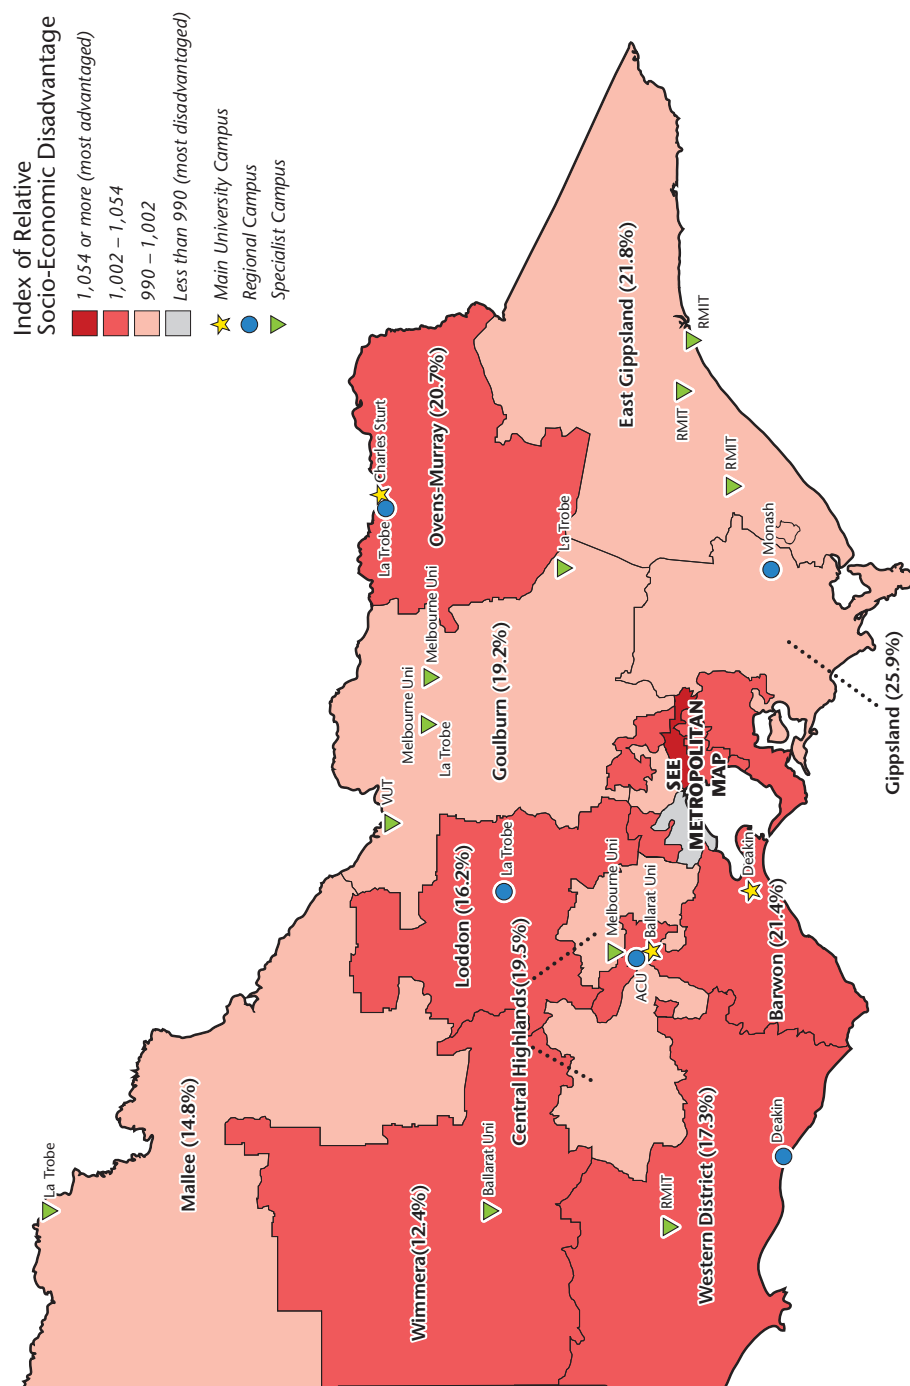 Index of Relative
Socio-Economic Disadvantage
1,054 or more (most advantaged)
1,002 – 1,054
990 – 1,002
Less than 990 (most disadvantaged)
Main University Campus
Regional Campus
Specialist Campus
La Trobe
Mallee (14.8%)
Wimmera(12.4%)
Ballarat Uni
Western District (17.3%)
RMIT
Deakin
Central Highlands(19.5%)
Loddon (16.2%)
La Trobe
VUT
Melbourne Uni
Ballarat Uni
ACU
Barwon (21.4%)
Deakin
SEE
METROPOLITAN
MAP
Goulburn (19.2%)
Melbourne Uni
La Trobe
Melbourne Uni
La Trobe
Charles Sturt
Ovens-Murray (20.7%)
La Trobe
Gippsland (25.9%)
Monash
East Gippsland (21.8%)
RMIT
RMIT
RMIT